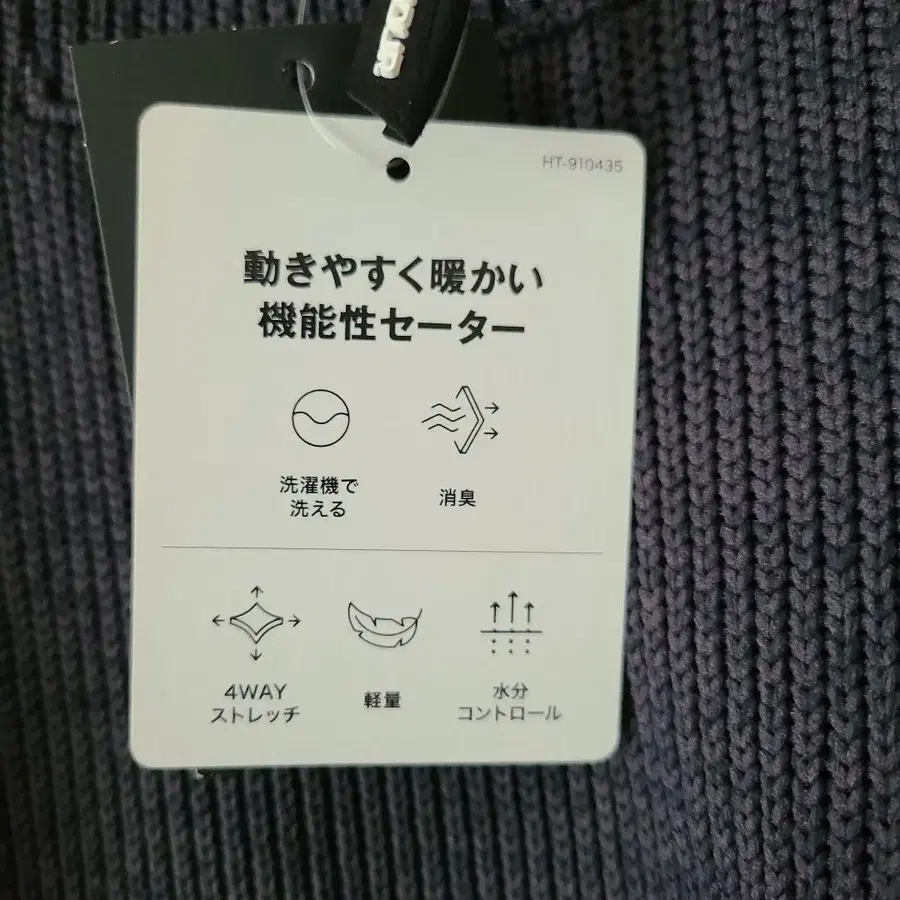 HT-910435
動きやすく暖かい
機能性セーター
洗濯機で
洗える
消臭
4WAY
ストレッチ
軽量
水分
コントロール